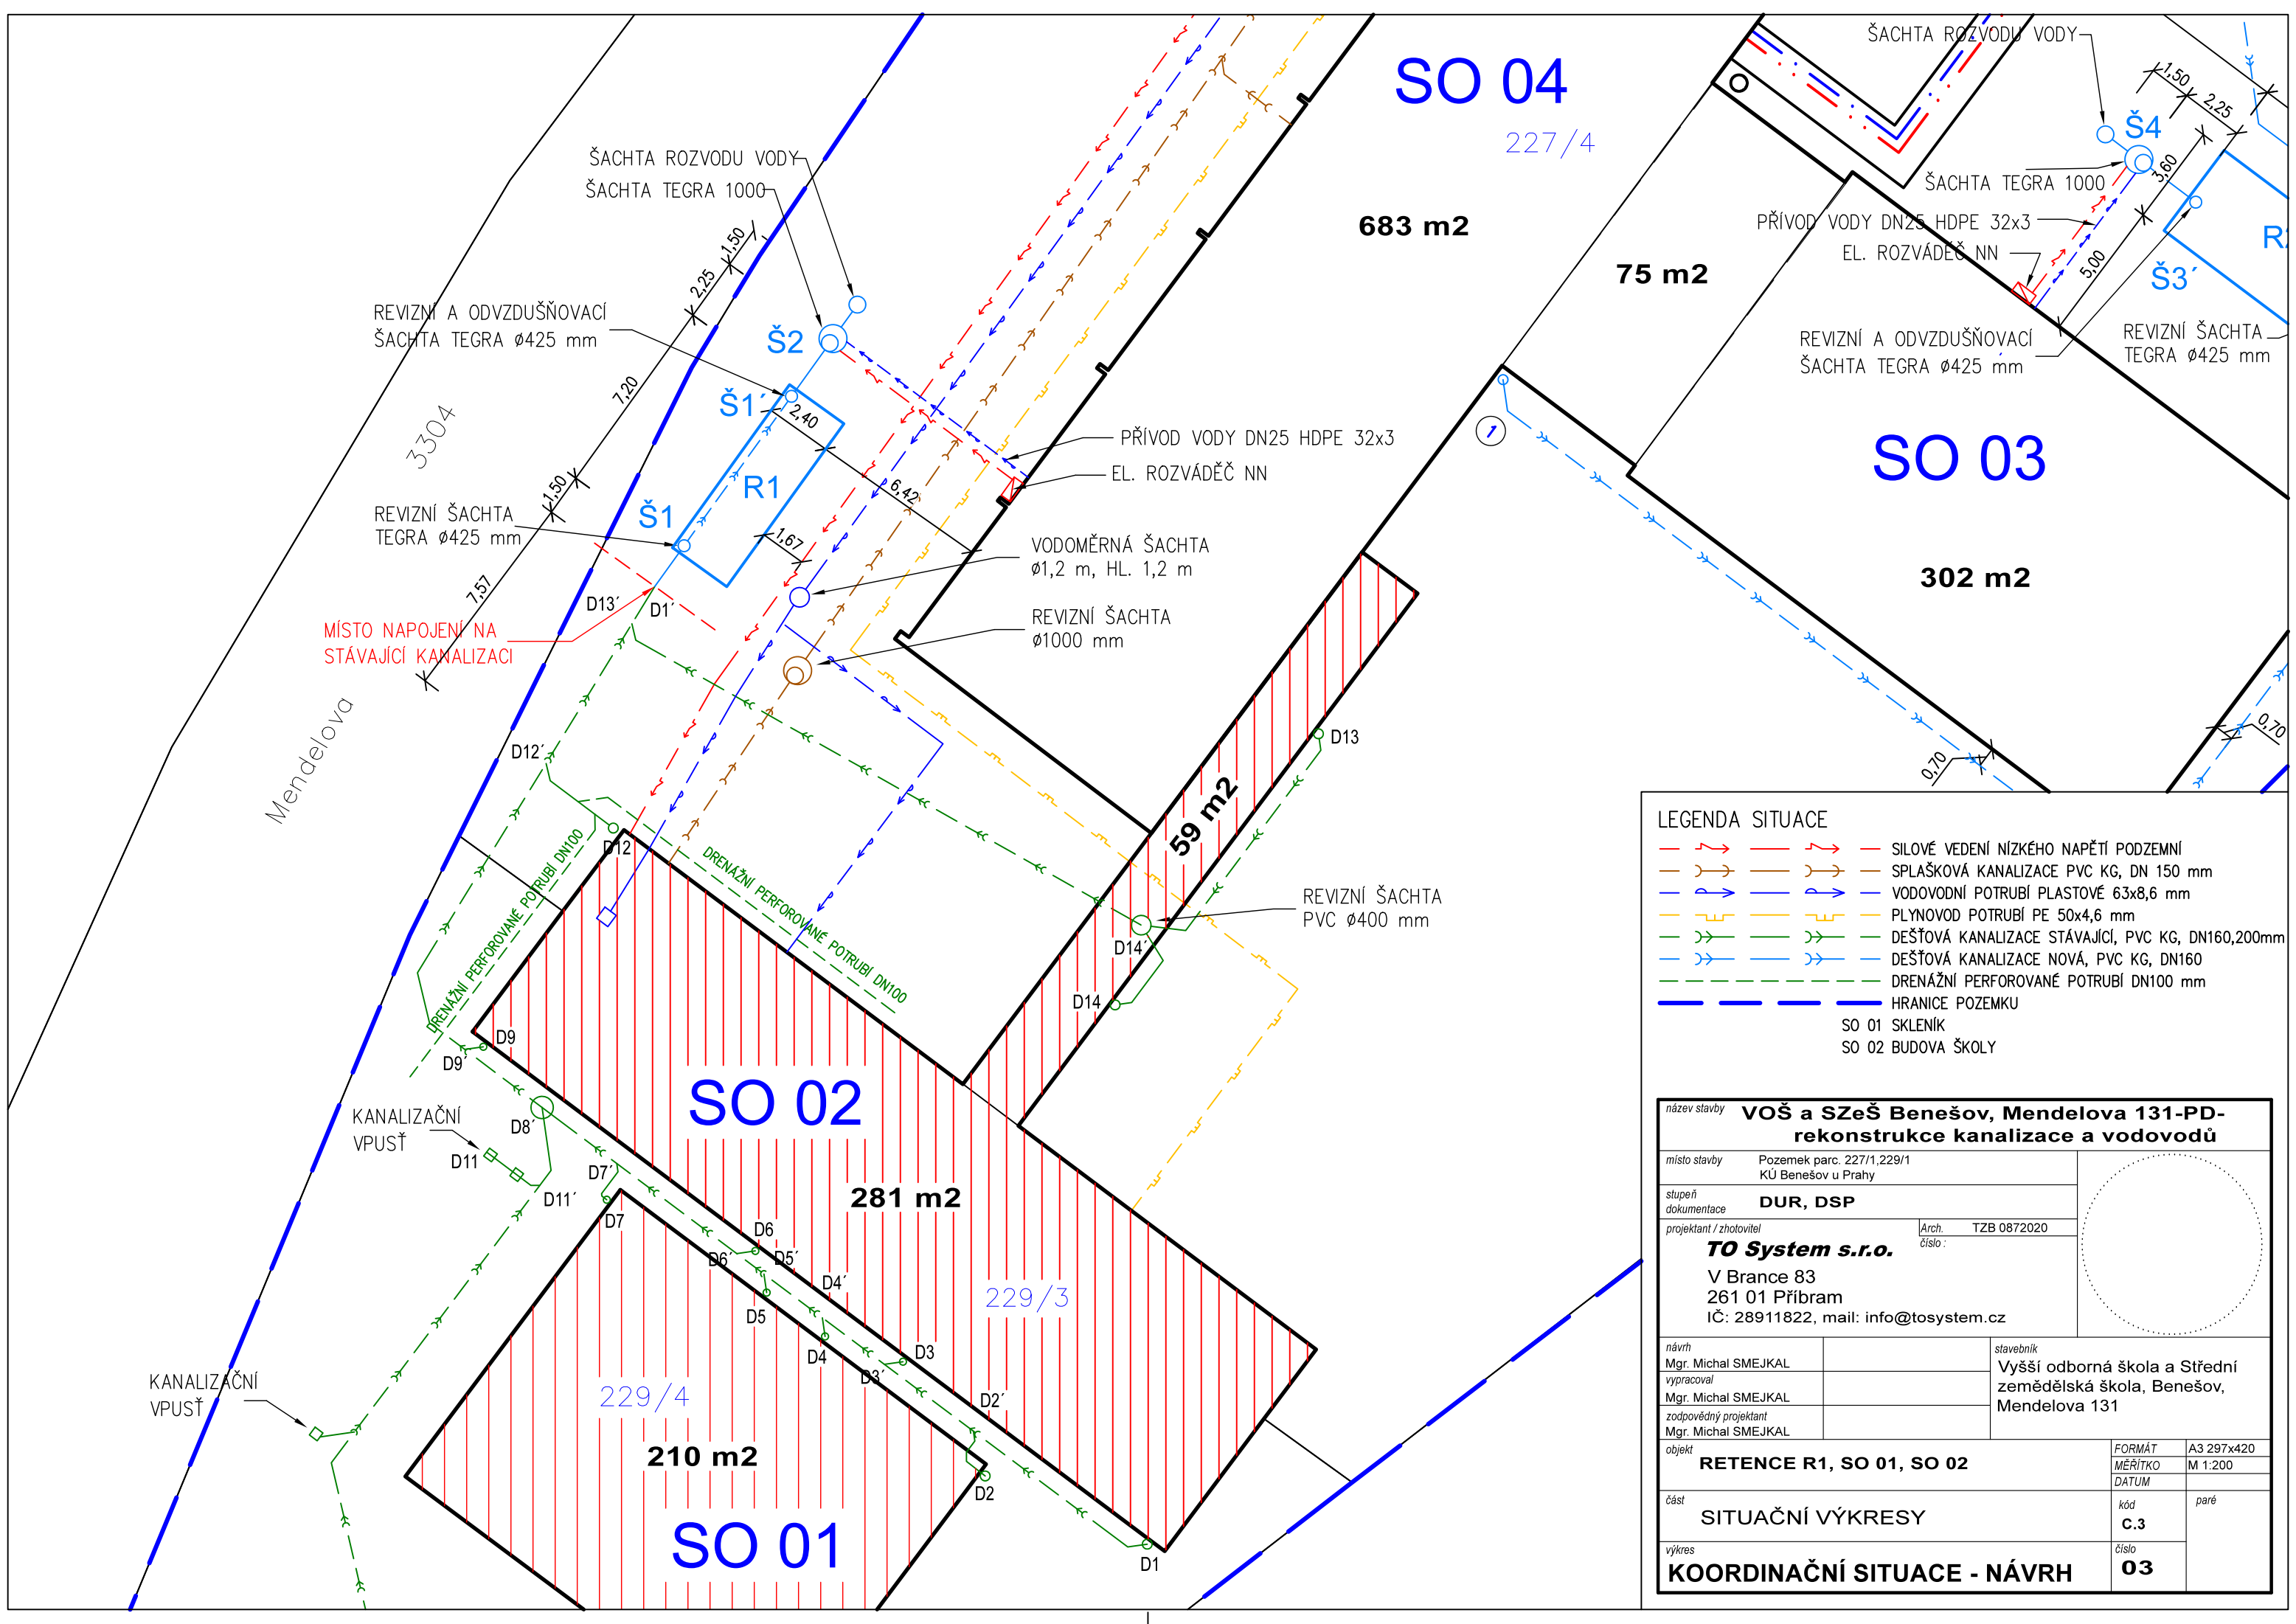 SO 04
227/4
683 m2
75 m2
ŠACHTA ROZVODU VODY
1,50
2,25
Š4
3,60
ŠACHTA TEGRA 1000
PŘÍVOD VODY DN25 HDPE 32x3
EL. ROZVÁDĚČ NN
5,00
Š3´
REVIZNÍ A ODVZDUŠŇOVACÍ
ŠACHTA TEGRA ø425 mm
REVIZNÍ ŠACHTA
TEGRA ø425 mm
ŠACHTA ROZVODU VODY
ŠACHTA TEGRA 1000
1,50
2,25
REVIZNÍ A ODVZDUŠŇOVACÍ
ŠACHTA TEGRA ø425 mm
Š2
Š1´
2,40
7,20
3304
R1
6,42
PŘÍVOD VODY DN25 HDPE 32x3
EL. ROZVÁDĚČ NN
1
SO 03
302 m2
1,50
REVIZNÍ ŠACHTA
TEGRA ø425 mm
Š1
1,67
VODOMĚRNÁ ŠACHTA
ø1,2 m, HL. 1,2 m
7,57
D13´
D1´
REVIZNÍ ŠACHTA
ø1000 mm
MÍSTO NAPOJENÍ NA
STÁVAJÍCÍ KANALIZACI
Mendelova
D12´
D12
D13
59 m2
0,70
0,70
DRENÁŽNÍ PERFOROVANÉ POTRUBÍ DN100
DRENÁŽNÍ PERFOROVANÉ POTRUBÍ DN100
REVIZNÍ ŠACHTA
PVC ø400 mm
D14´
D14
D9
D9´
SO 02
KANALIZAČNÍ
VPUSŤ
D8´
D11
D11´
D7´
D7
281 m2
D6
D6´
D5´
D5
D4´
D4
229/3
D3
D3´
D2´
D2
D1
KANALIZAČNÍ
VPUSŤ
229/4
210 m2
SO 01
LEGENDA SITUACE
SILOVÉ VEDENÍ NÍZKÉHO NAPĚTÍ PODZEMNÍ
SPLAŠKOVÁ KANALIZACE PVC KG, DN 150 mm
VODOVODNÍ POTRUBÍ PLASTOVÉ 63x8,6 mm
PLYNOVOD POTRUBÍ PE 50x4,6 mm
DEŠŤOVÁ KANALIZACE STÁVAJÍCÍ, PVC KG, DN160,200mm
DEŠŤOVÁ KANALIZACE NOVÁ, PVC KG, DN160
DRENÁŽNÍ PERFOROVANÉ POTRUBÍ DN100 mm
HRANICE POZEMKU
SO 01 SKLENÍK
SO 02 BUDOVA ŠKOLY
název stavby VOŠ a SZeŠ Benešov, Mendelova 131-PD-
rekonstrukce kanalizace a vodovodů
místo stavby Pozemek parc. 227/1,229/1
KÚ Benešov u Prahy
stupeň
dokumentace DUR, DSP
projektant / zhotovitel
Arch. TZB 0872020
číslo :
TO System s.r.o.
V Brance 83
261 01 Příbram
IČ: 28911822, mail: info@tosystem.cz
návrh
Mgr. Michal SMEJKAL
vypracoval
Mgr. Michal SMEJKAL
zodpovědný projektant
Mgr. Michal SMEJKAL
stavebník
Vyšší odborná škola a Střední
zemědělská škola, Benešov,
Mendelova 131
objekt
RETENCE R1, SO 01, SO 02
FORMÁT A3 297x420
MĚŘÍTKO M 1:200
DATUM
část
SITUAČNÍ VÝKRESY
kód
C.3
paré
výkres
KOORDINAČNÍ SITUACE - NÁVRH
číslo
03